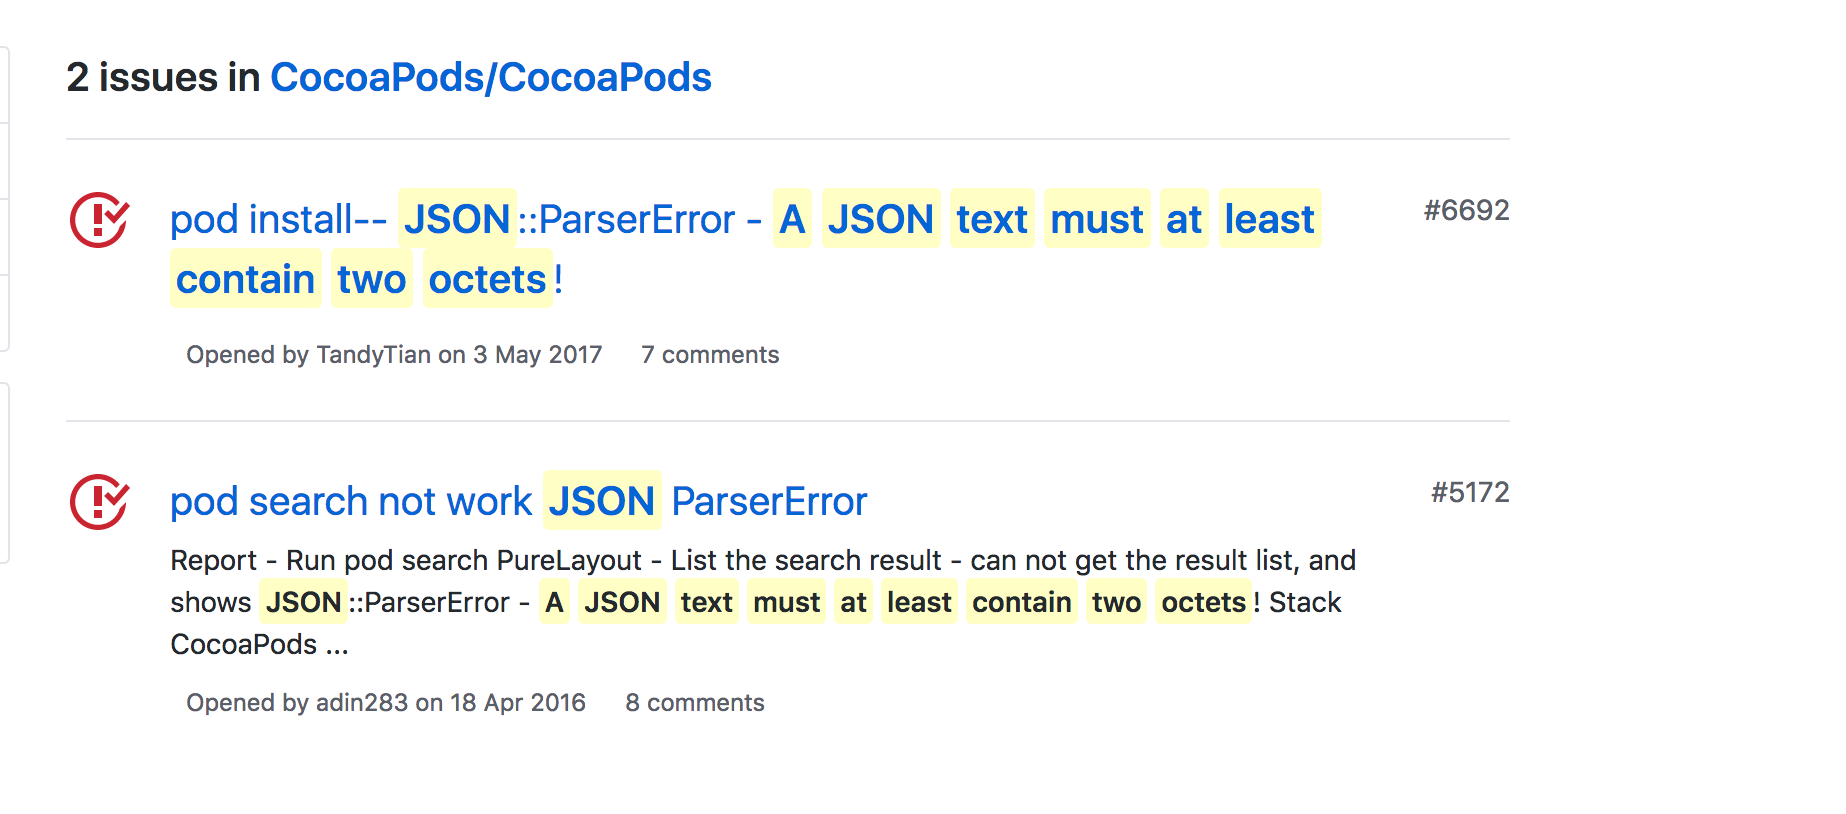 2 issues in CocoaPods/CocoaPods
pod install-- JSON::ParserError - A JSON text must at least
#6692
contain two octets!
Opened by TandyTian on 3 May 2017 7 comments
pod search not work JSON ParserError
#5172
Report - Run pod search PureLayout - List the search result - can not get the result list, and
shows JSON::ParserError - A JSON text must at least contain two octets! Stack
CocoaPods ...
Opened by adin283 on 18 Apr 2016 8 comments